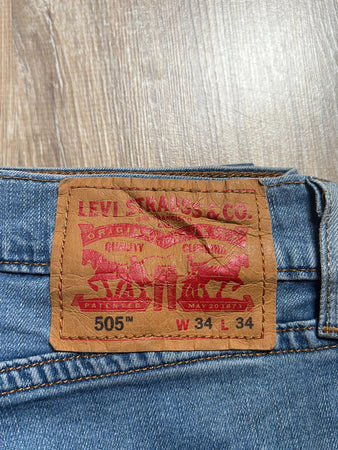 LEVI STRAUSS & CO.
QUALITY CLOTHING
PATENTED MAY 20 1873
505™ W 34 L 34